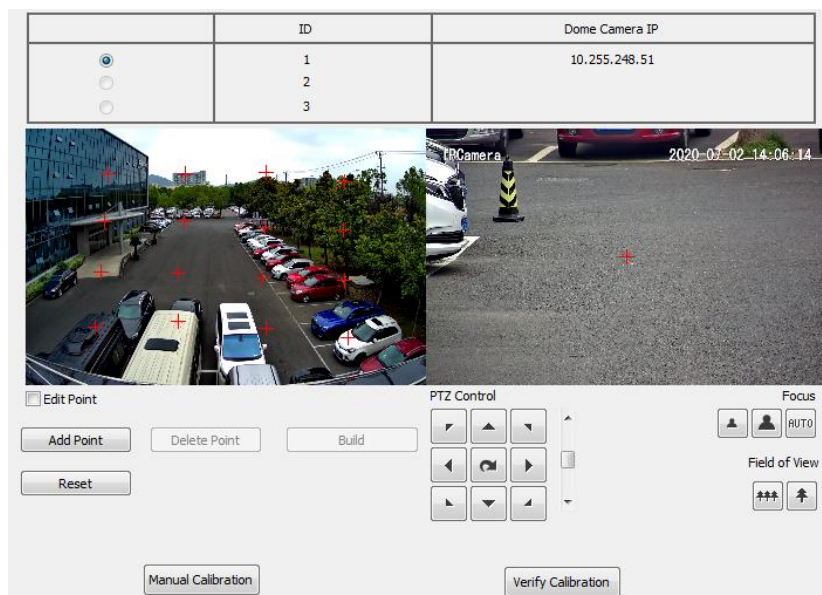 ID Dome Camera IP
1 10.255.248.51
2
3
IPCamera 2020-07-02 14:06:14
Edit Point
PTZ Control
Focus
Add Point
Delete Point
Build
AUTO
Reset
Field of View
Manual Calibration
Verify Calibration